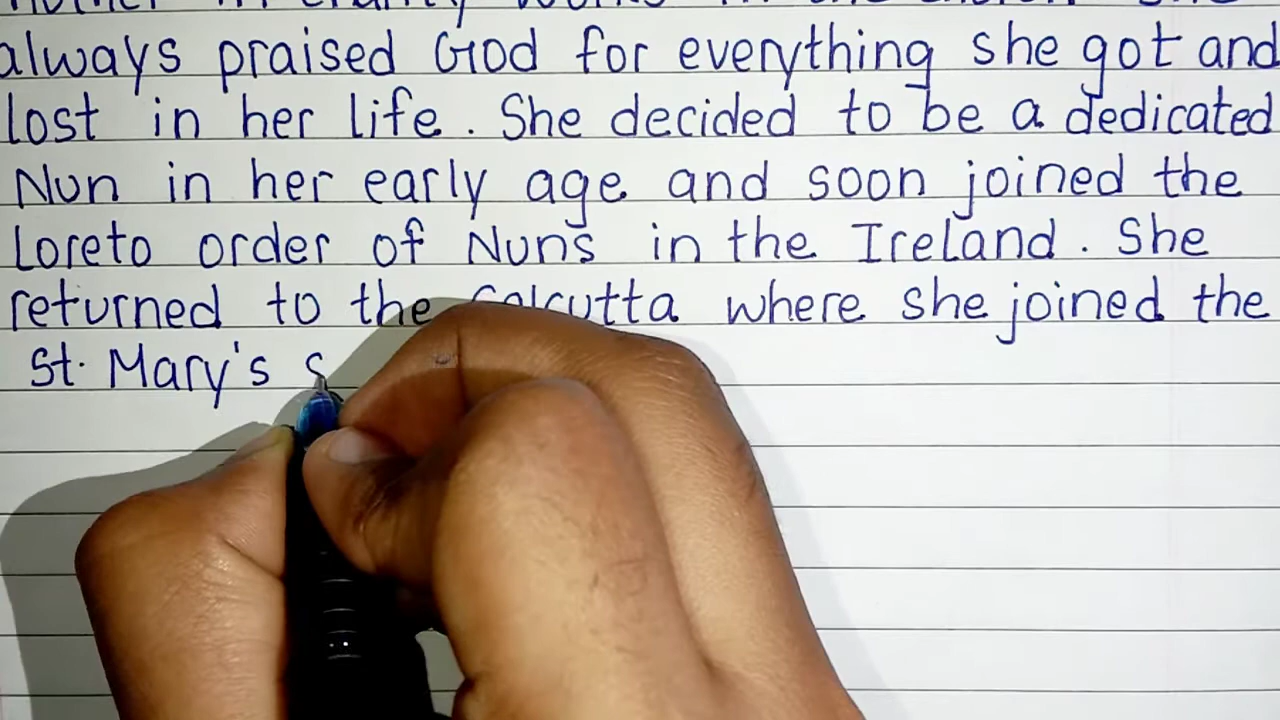 always praised God for everything she got and
lost in her life. She decided to be a dedicated
Nun in her early age and soon joined the
Loreto order of Nuns in the Ireland. She
returned to the Calcutta where she joined the
St. Mary's s